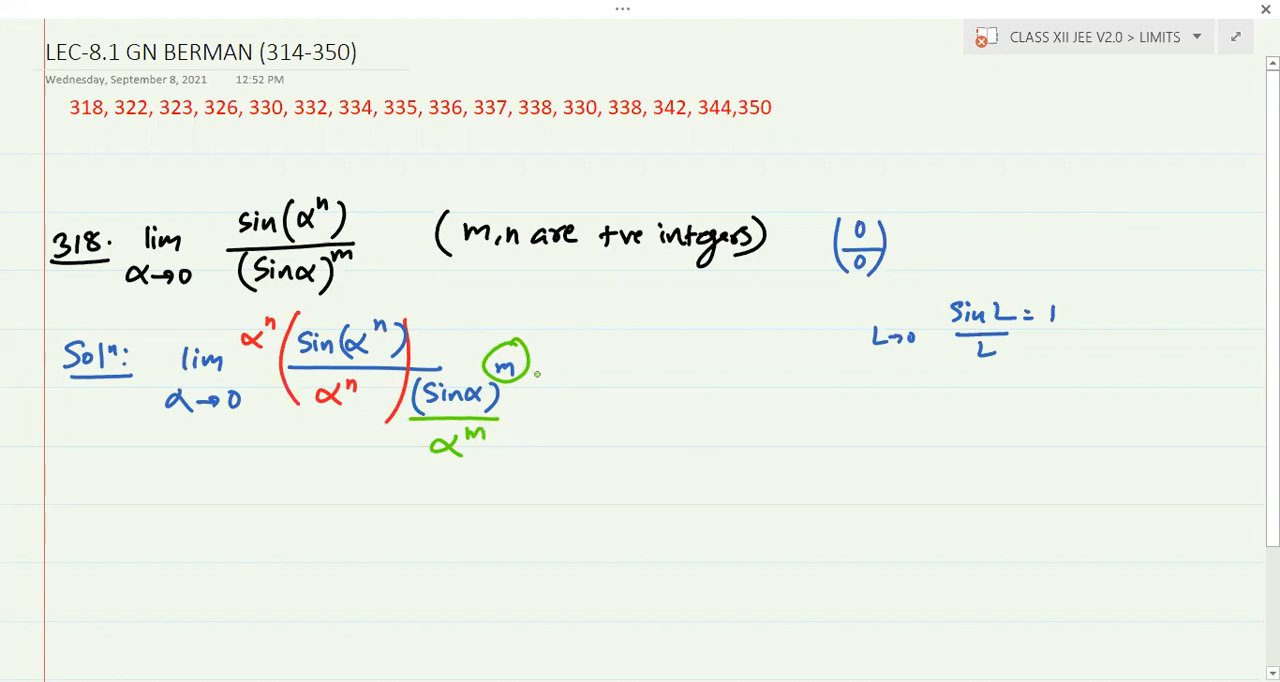 CLASS XII JEE V2.0 > LIMITS
LEC-8.1 GN BERMAN (314-350)
Wednesday, September 8, 2021 12:52 PM
318, 322, 323, 326, 330, 332, 334, 335, 336, 337, 338, 330, 338, 342, 344,350
318. lim α→0 sin(αⁿ) / (Sinα)ᵐ (m,n are +ve integers) (0/0)
L→0 Sin L / L = 1
Solⁿ: lim α→0 αⁿ (Sin(αⁿ) / αⁿ) / (Sinα)ᵐ / αᵐ